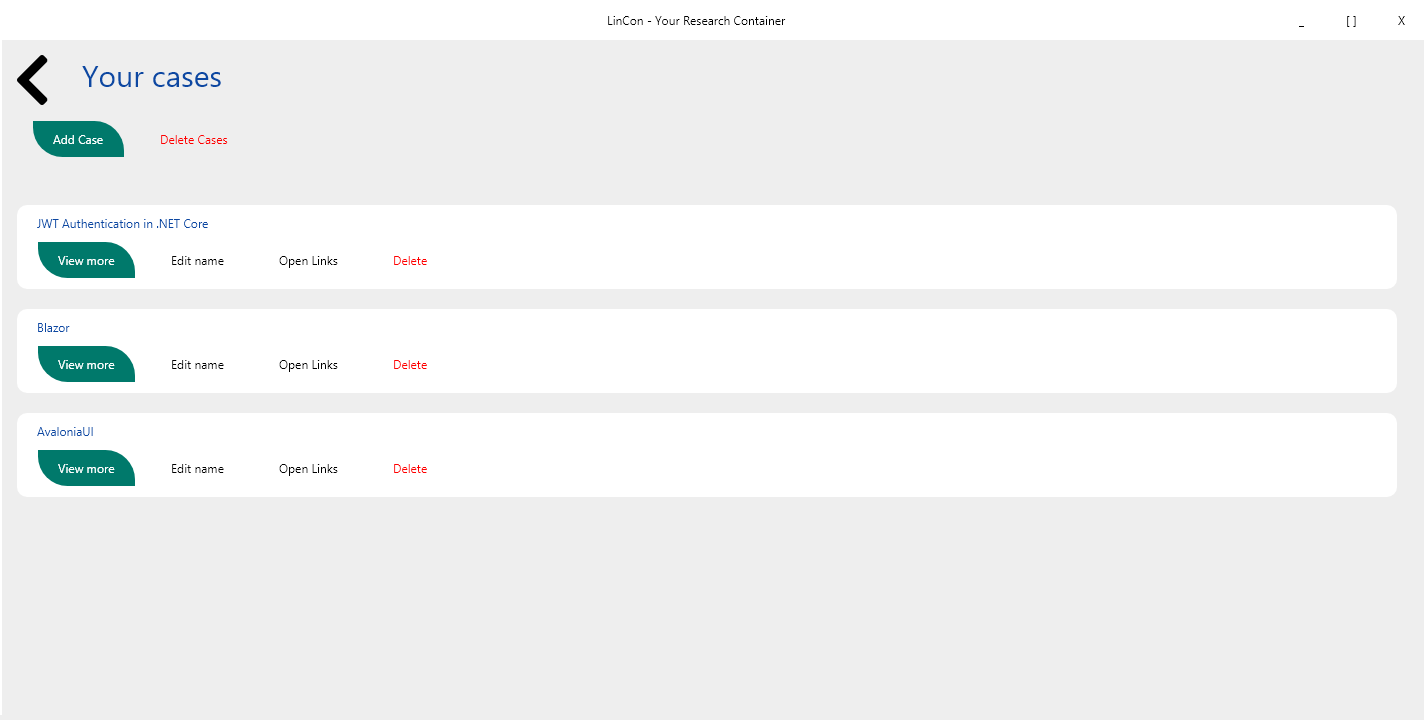 LinCon - Your Research Container _ [ ] X
Your cases
Add Case Delete Cases
JWT Authentication in .NET Core
View more Edit name Open Links Delete
Blazor
View more Edit name Open Links Delete
AvaloniaUI
View more Edit name Open Links Delete